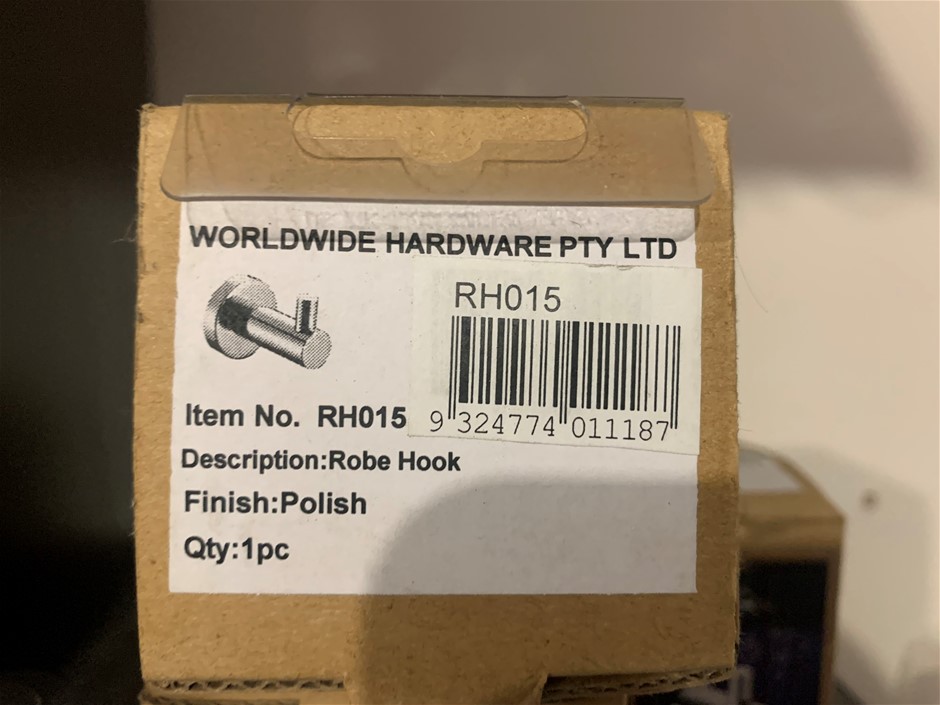 WORLDWIDE HARDWARE PTY LTD
RH015
9 324774 011187
Item No. RH015
Description:Robe Hook
Finish:Polish
Qty:1pc